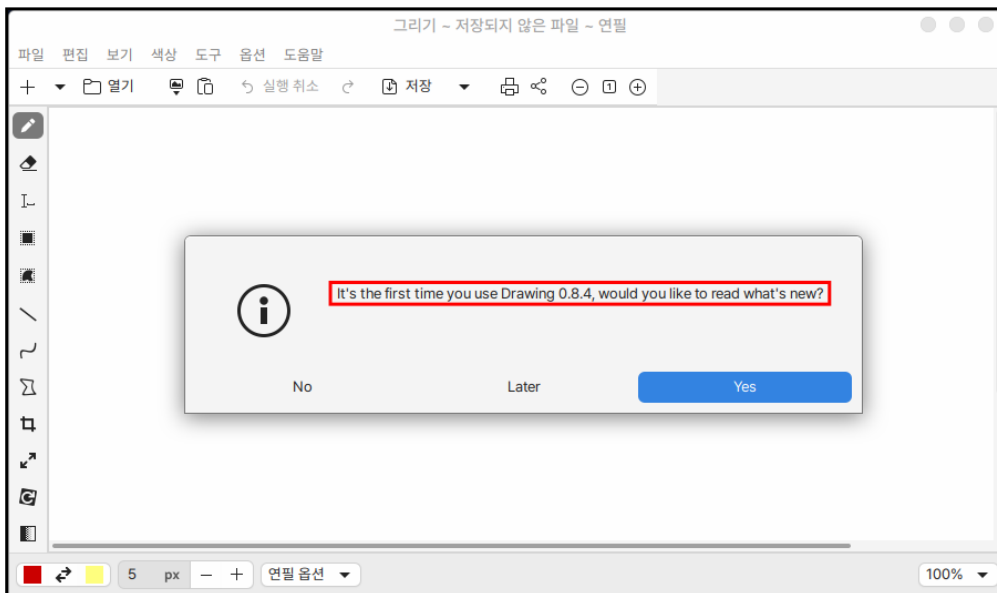 그리기 ~ 저장되지 않은 파일 ~ 연필
파일 편집 보기 색상 도구 옵션 도움말
열기 실행 취소 저장 1
It's the first time you use Drawing 0.8.4, would you like to read what's new?
No Later Yes
5 px 연필 옵션 100%